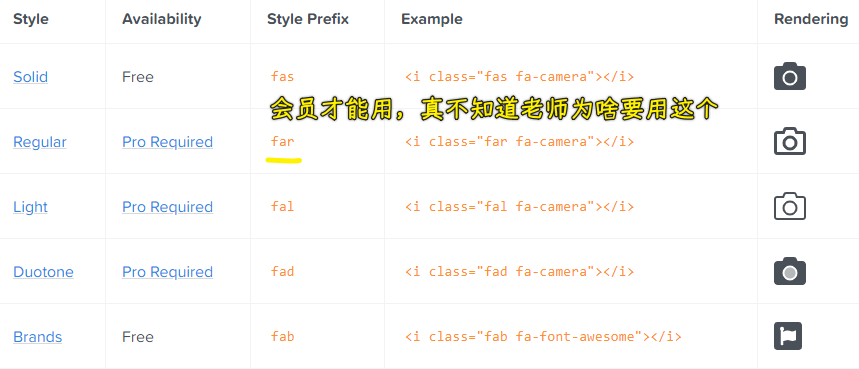 Style Availability Style Prefix Example Rendering
Solid Free fas <i class="fas fa-camera"></i>
会员才能用，真不知道老师为啥要用这个
Regular Pro Required far <i class="far fa-camera"></i>
Light Pro Required fal <i class="fal fa-camera"></i>
Duotone Pro Required fad <i class="fad fa-camera"></i>
Brands Free fab <i class="fab fa-font-awesome"></i>